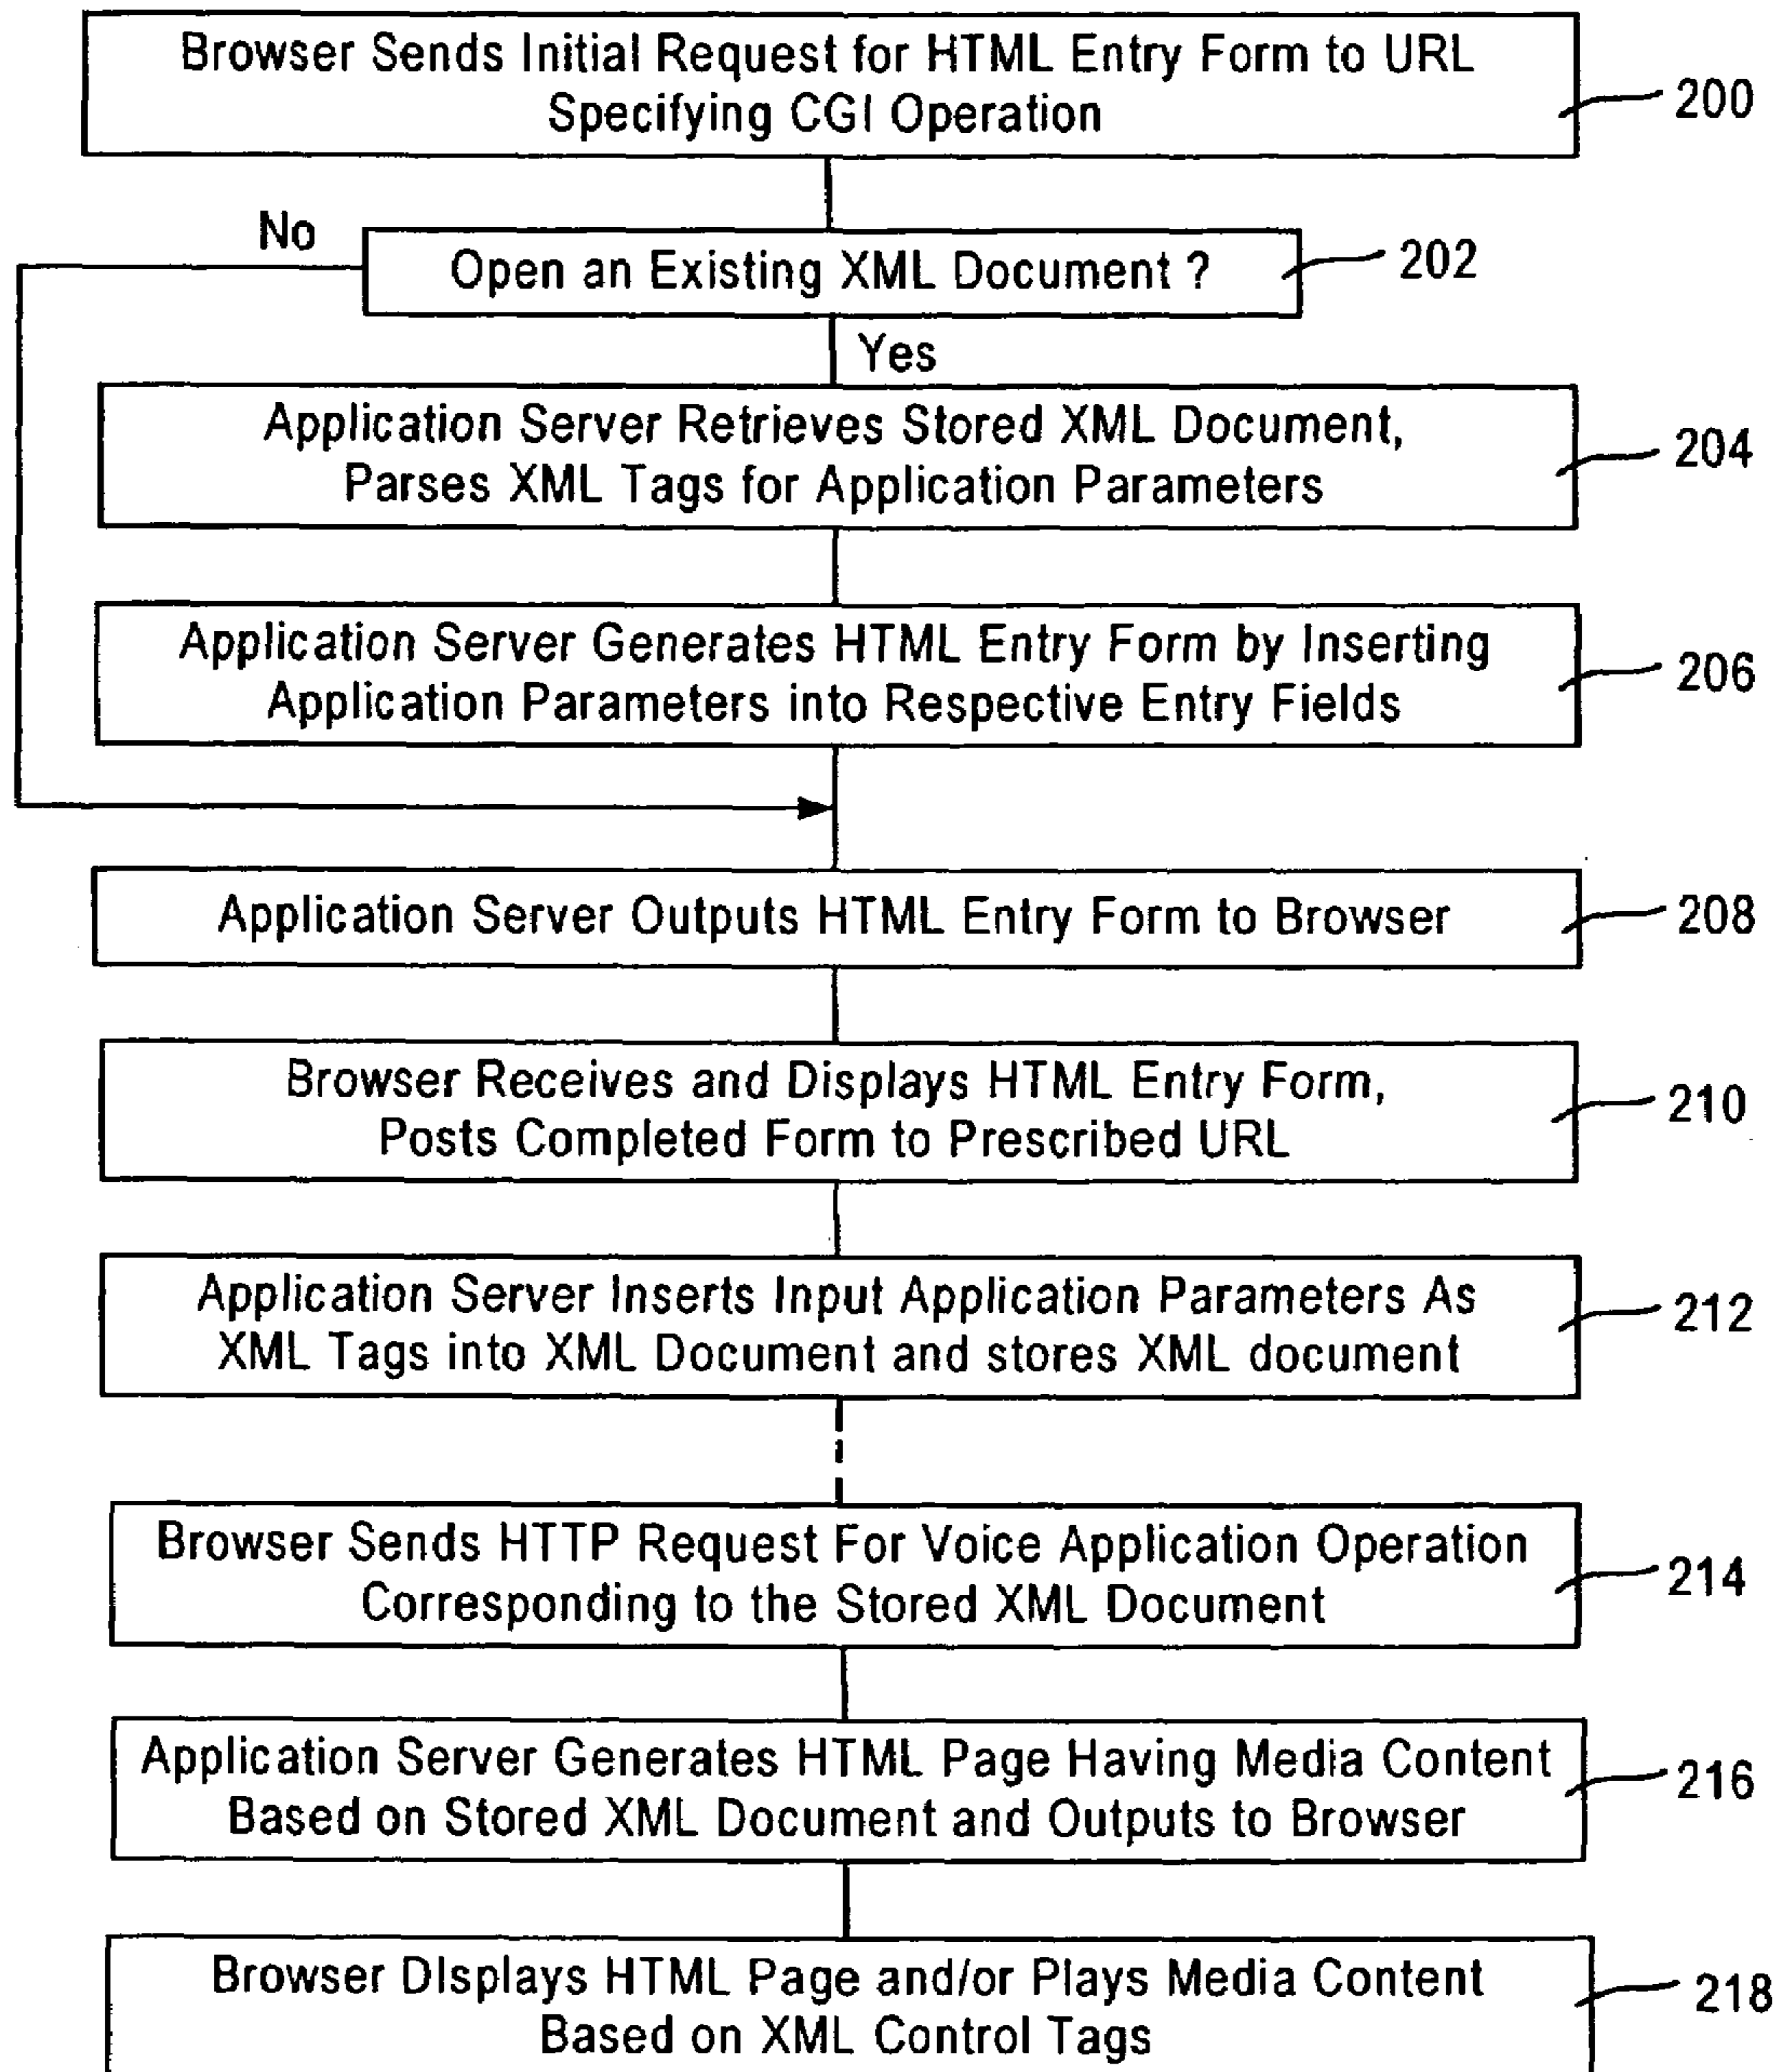 Browser Sends Initial Request for HTML Entry Form to URL
Specifying CGI Operation
200
No
Open an Existing XML Document ?
202
Yes
Application Server Retrieves Stored XML Document,
Parses XML Tags for Application Parameters
204
Application Server Generates HTML Entry Form by Inserting
Application Parameters into Respective Entry Fields
206
Application Server Outputs HTML Entry Form to Browser
208
Browser Receives and Displays HTML Entry Form,
Posts Completed Form to Prescribed URL
210
Application Server Inserts Input Application Parameters As
XML Tags into XML Document and stores XML document
212
Browser Sends HTTP Request For Voice Application Operation
Corresponding to the Stored XML Document
214
Application Server Generates HTML Page Having Media Content
Based on Stored XML Document and Outputs to Browser
216
Browser DIsplays HTML Page and/or Plays Media Content
Based on XML Control Tags
218